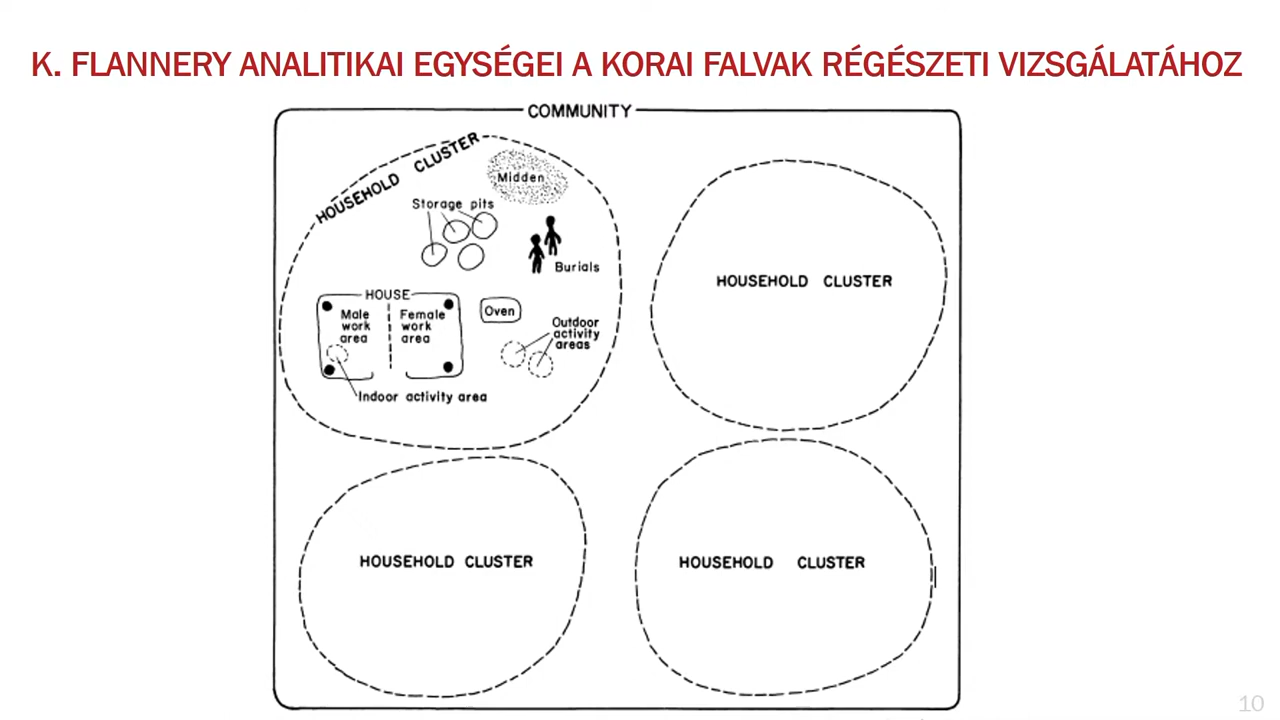 K. FLANNERY ANALITIKAI EGYSÉGEI A KORAI FALVAK RÉGÉSZETI VIZSGÁLATÁHOZ
COMMUNITY
HOUSEHOLD CLUSTER
Midden
Storage pits
Burials
HOUSE
Male
work
area
Female
work
area
Oven
Outdoor
activity
areas
Indoor activity area
HOUSEHOLD CLUSTER
HOUSEHOLD CLUSTER
HOUSEHOLD CLUSTER
10